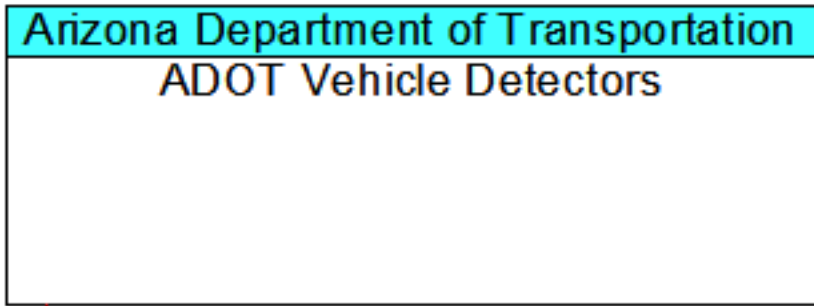 Arizona Department of Transportation
ADOT Vehicle Detectors